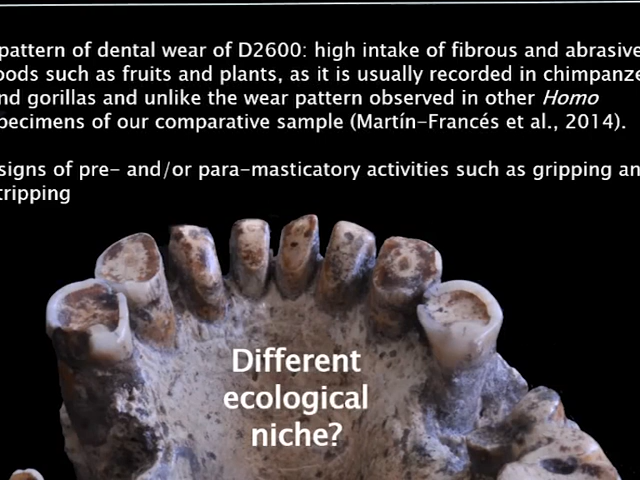 pattern of dental wear of D2600: high intake of fibrous and abrasive
oods such as fruits and plants, as it is usually recorded in chimpanze
nd gorillas and unlike the wear pattern observed in other Homo
pecimens of our comparative sample (Martín-Francés et al., 2014).
signs of pre- and/or para-masticatory activities such as gripping an
tripping
Different
ecological
niche?